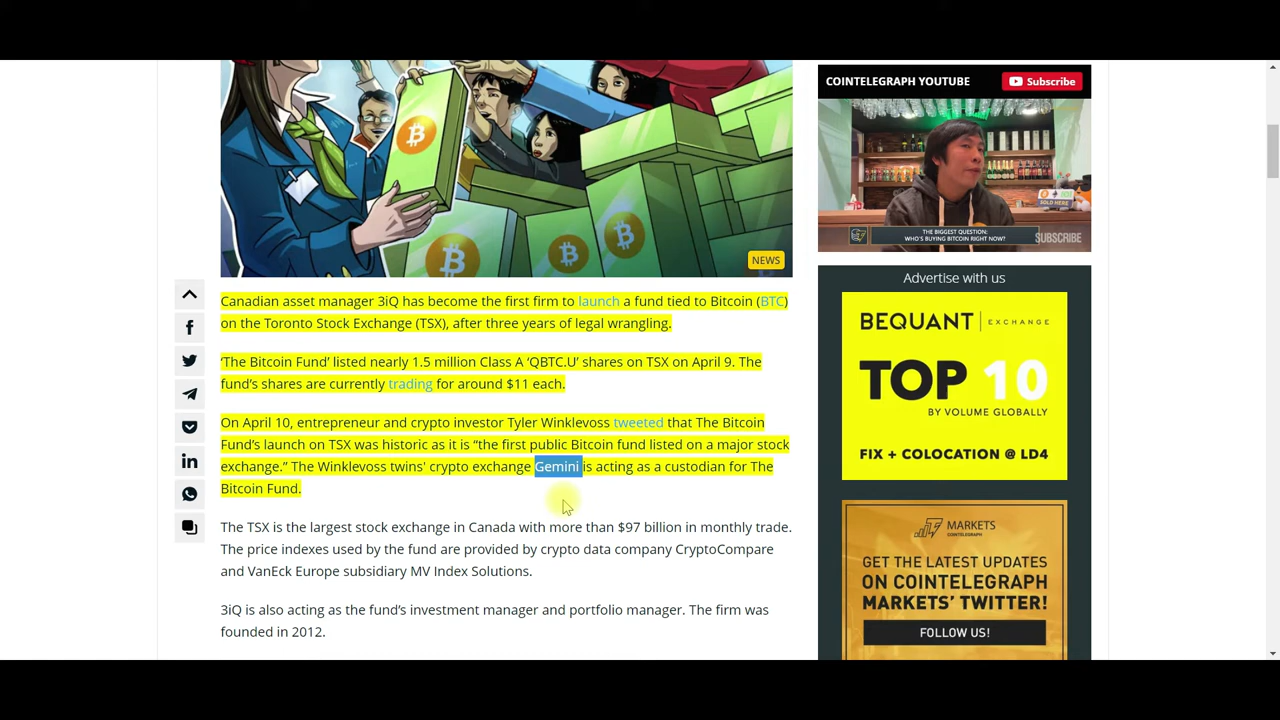 NEWS
Canadian asset manager 3iQ has become the first firm to launch a fund tied to Bitcoin (BTC)
on the Toronto Stock Exchange (TSX), after three years of legal wrangling.
‘The Bitcoin Fund’ listed nearly 1.5 million Class A ‘QBTC.U’ shares on TSX on April 9. The
fund’s shares are currently trading for around $11 each.
On April 10, entrepreneur and crypto investor Tyler Winklevoss tweeted that The Bitcoin
Fund’s launch on TSX was historic as it is “the first public Bitcoin fund listed on a major stock
exchange.” The Winklevoss twins' crypto exchange Gemini is acting as a custodian for The
Bitcoin Fund.
The TSX is the largest stock exchange in Canada with more than $97 billion in monthly trade.
The price indexes used by the fund are provided by crypto data company CryptoCompare
and VanEck Europe subsidiary MV Index Solutions.
3iQ is also acting as the fund’s investment manager and portfolio manager. The firm was
founded in 2012.
COINTELEGRAPH YOUTUBE
Subscribe
SOLD HERE
THE BIGGEST QUESTION:
WHO'S BUYING BITCOIN RIGHT NOW?
SUBSCRIBE
Advertise with us
BEQUANT | EXCHANGE
TOP 10
BY VOLUME GLOBALLY
FIX + COLOCATION @ LD4
MARKETS
COINTELEGRAPH
GET THE LATEST UPDATES
ON COINTELEGRAPH
MARKETS' TWITTER!
FOLLOW US!